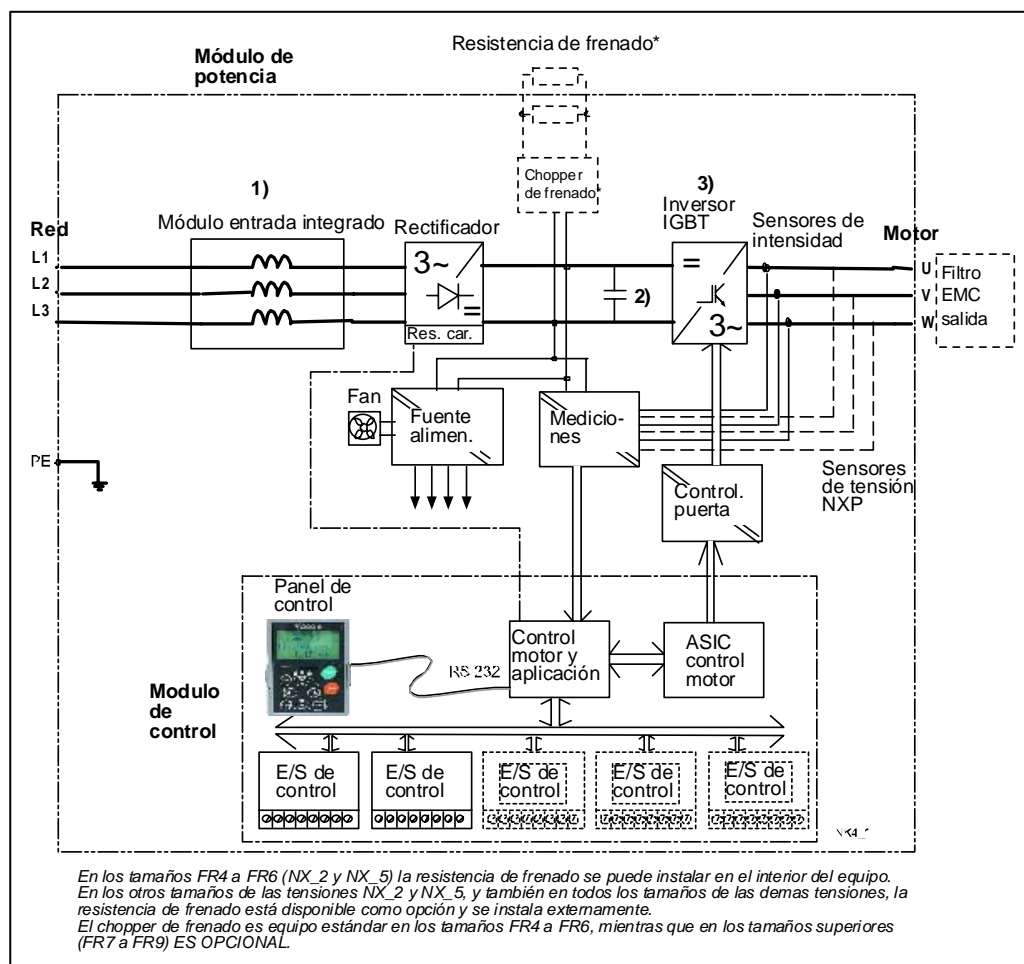 Resistencia de frenado*
Módulo de
potencia
Chopper
de frenado*
1)
3)
Módulo entrada integrado
Rectificador
Inversor
IGBT
Sensores de
intensidad
Red
Motor
L1
L2
L3
3~
=
Res. car.
2)
=
3~
U
V
W
Filtro
EMC
salida
Fan
Fuente
alimen.
Medicio-
nes
PE
Control.
puerta
Sensores
de tensión
NXP
Panel de
control
Modulo
de
control
RS 232
Control
motor y
aplicación
ASIC
control
motor
E/S de
control
E/S de
control
E/S de
control
E/S de
control
E/S de
control
En los tamaños FR4 a FR6 (NX_2 y NX_5) la resistencia de frenado se puede instalar en el interior del equipo.
En los otros tamaños de las tensiones NX_2 y NX_5, y también en todos los tamaños de las demas tensiones, la
resistencia de frenado está disponible como opción y se instala externamente.
El chopper de frenado es equipo estándar en los tamaños FR4 a FR6, mientras que en los tamaños superiores
(FR7 a FR9) ES OPCIONAL.